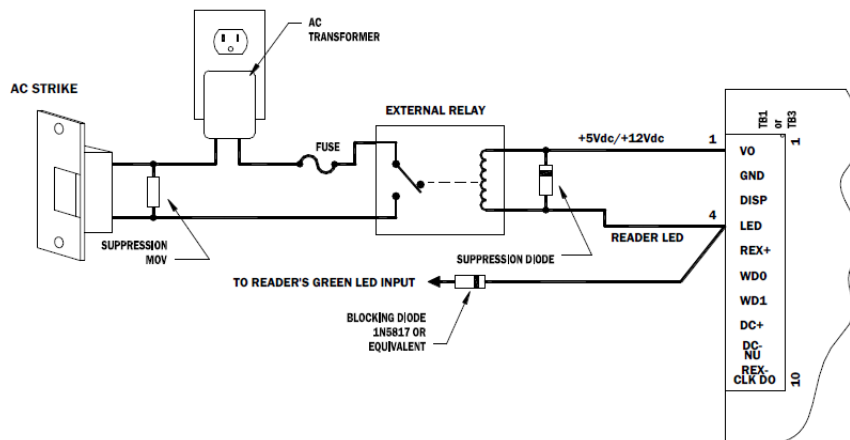 AC
TRANSFORMER
AC STRIKE
EXTERNAL RELAY
FUSE
+5Vdc/+12Vdc
1
TB1
or
TB3
1
VO
GND
DISP
4
LED
READER LED
REX+
SUPPRESSION
MOV
SUPPRESSION DIODE
WD0
TO READER'S GREEN LED INPUT
WD1
BLOCKING DIODE
1N5817 OR
EQUIVALENT
DC+
DC-
NU
REX-
CLK DO
10